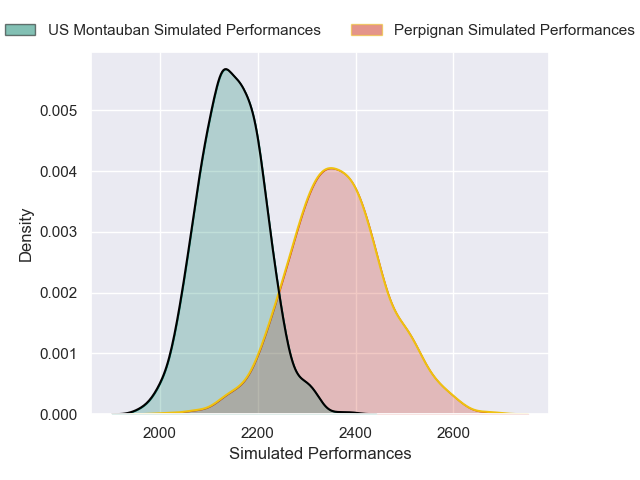 US Montauban Simulated Performances Perpignan Simulated Performances
0.005
0.004
0.003
0.002
0.001
0.000
Density
2000 2200 2400 2600
Simulated Performances